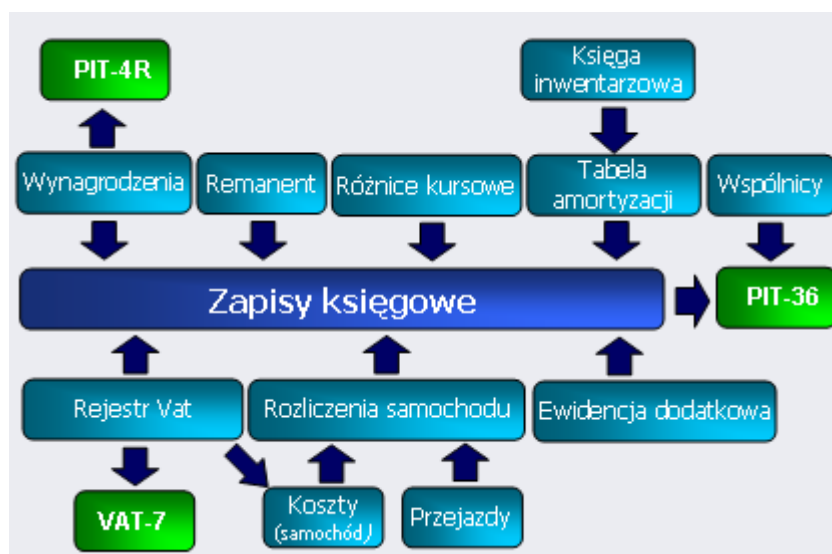 PIT-4R
Księga
inwentarzowa
Wynagrodzenia
Remanent
Różnice kursowe
Tabela
amortyzacji
Wspólnicy
Zapisy księgowe
PIT-36
Rejestr Vat
Rozliczenia samochodu
Ewidencja dodatkowa
VAT-7
Koszty
(samochód)
Przejazdy